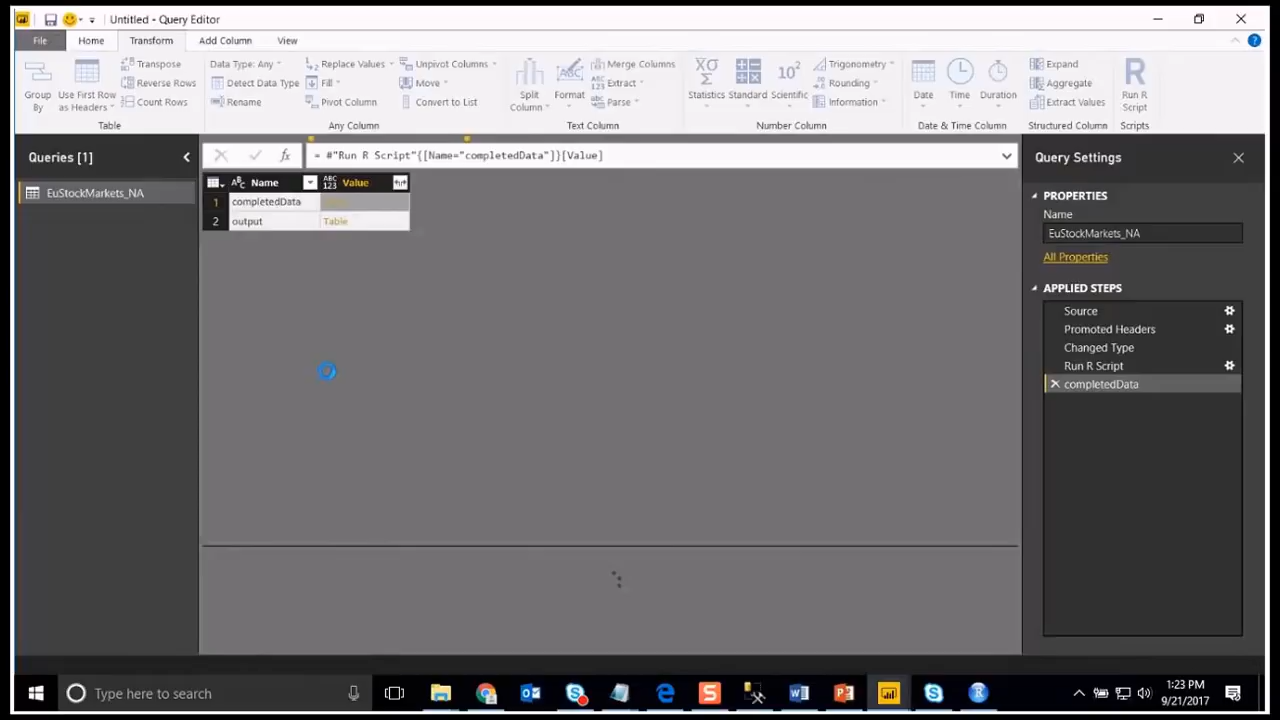 Untitled - Query Editor
File Home Transform Add Column View
Transpose Data Type: Any Replace Values Unpivot Columns Merge Columns Trigonometry Expand
Group By Use First Row as Headers Reverse Rows Detect Data Type Fill Move Split Column Format Extract Statistics Standard Scientific Rounding Date Time Duration Aggregate Run R Script
Count Rows Rename Pivot Column Convert to List Parse Information Extract Values
Table Any Column Text Column Number Column Date & Time Column Structured Column Scripts
Queries [1] = #"Run R Script"{[Name="completedData"]}[Value] Query Settings
EuStockMarkets_NA
Name Value
1 completedData
2 output Table
PROPERTIES
Name
EuStockMarkets_NA
All Properties
APPLIED STEPS
Source
Promoted Headers
Changed Type
Run R Script
completedData
Type here to search
1:23 PM
9/21/2017